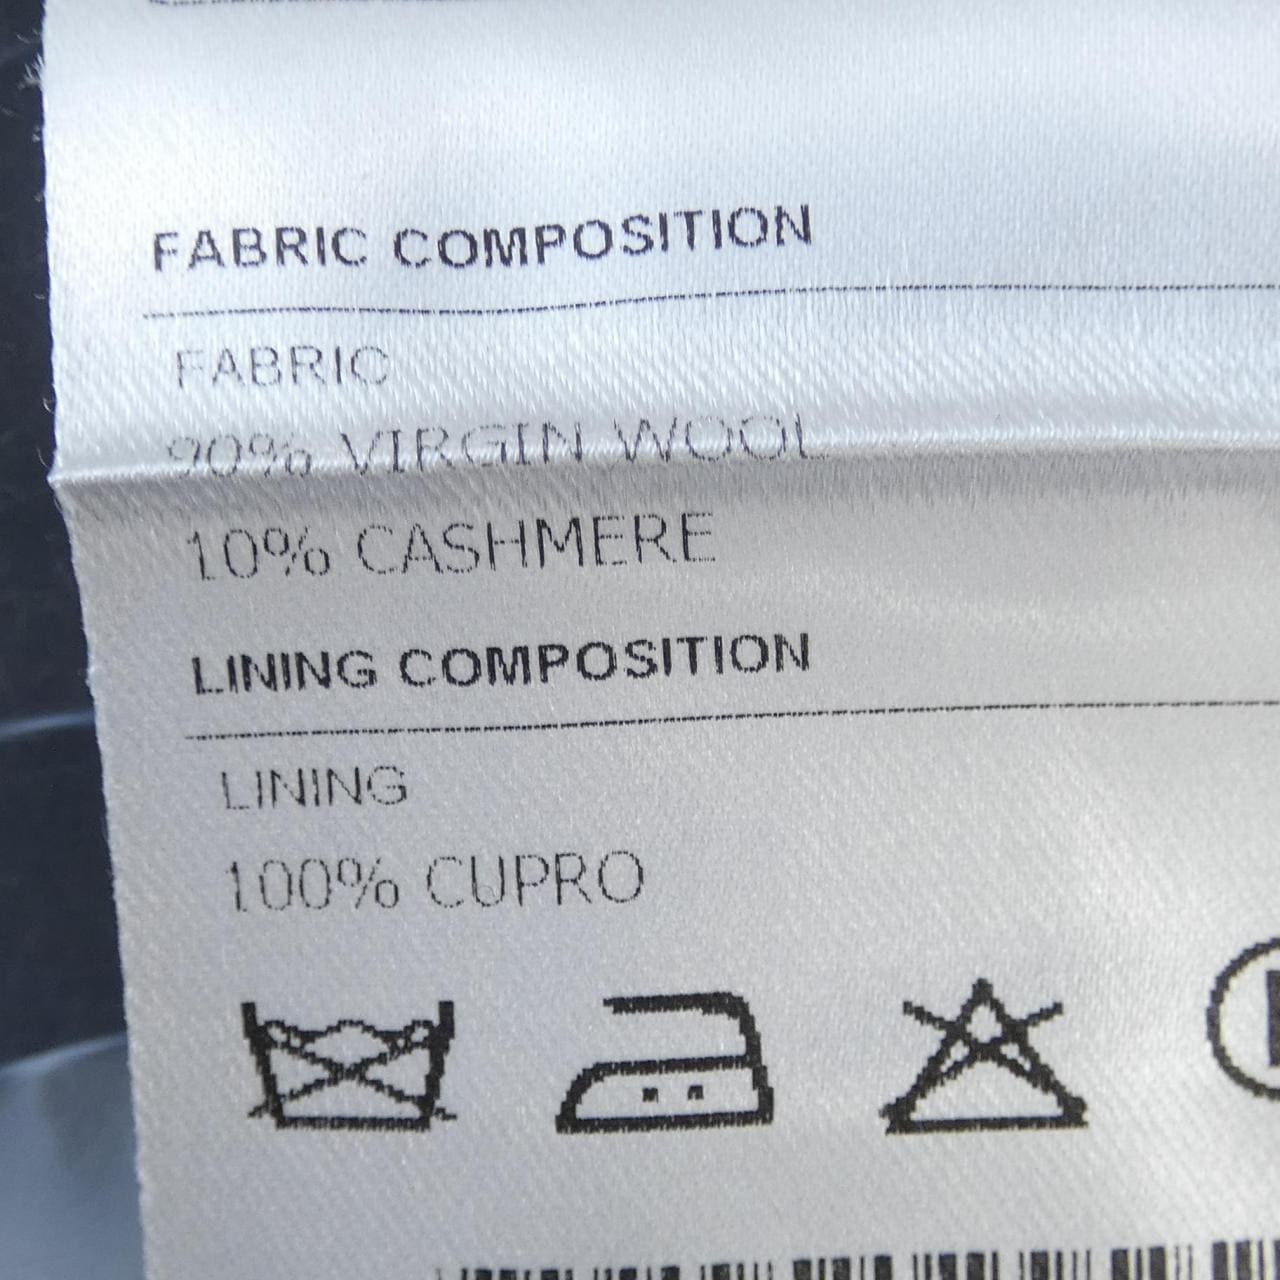 FABRIC COMPOSITION
FABRIC
90% VIRGIN WOOL
10% CASHMERE
LINING COMPOSITION
LINING
100% CUPRO